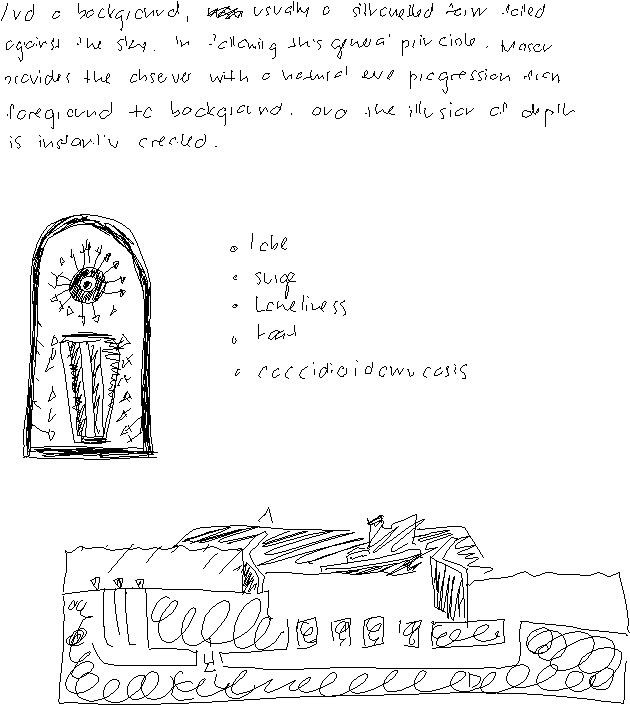 and a background, usually a silhouetted form isolated
against the sky. In following this general principle. Moser
provides the observer with a natural eye progression from
foreground to background. and the illusion of depth
is instantly created.
lobe
surge
Loneliness
toad
coccidioidomycosis